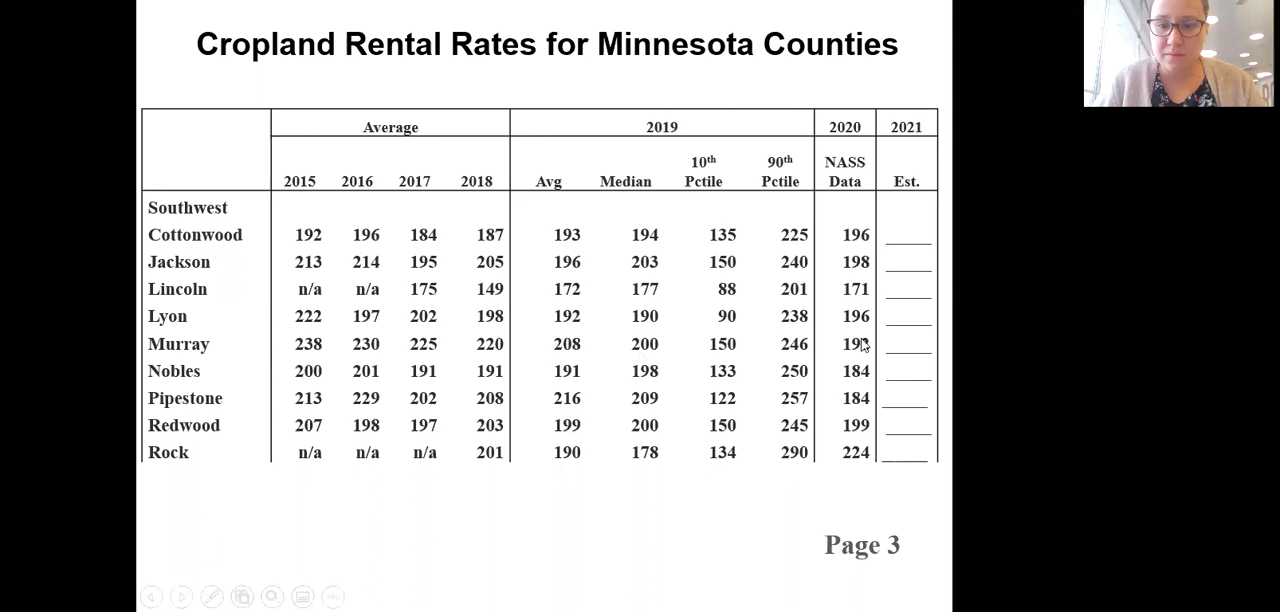 Cropland Rental Rates for Minnesota Counties
Average 2019 2020 2021
2015 2016 2017 2018 Avg Median 10th Pctile 90th Pctile NASS Data Est.
Southwest
Cottonwood 192 196 184 187 193 194 135 225 196
Jackson 213 214 195 205 196 203 150 240 198
Lincoln n/a n/a 175 149 172 177 88 201 171
Lyon 222 197 202 198 192 190 90 238 196
Murray 238 230 225 220 208 200 150 246
Nobles 200 201 191 191 191 198 133 250 184
Pipestone 213 229 202 208 216 209 122 257 184
Redwood 207 198 197 203 199 200 150 245 199
Rock n/a n/a n/a 201 190 178 134 290 224
Page 3